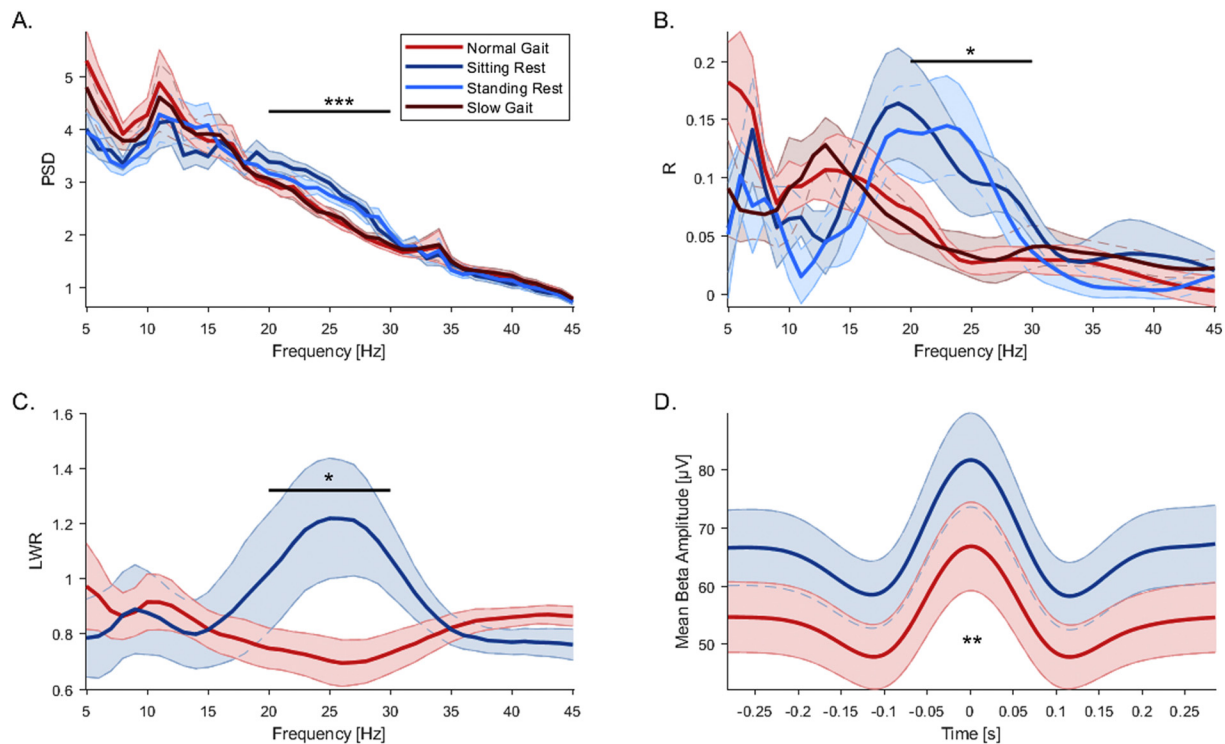 A.
Normal Gait
Sitting Rest
Standing Rest
Slow Gait
***
PSD
5
4
3
2
1
5 10 15 20 25 30 35 40 45
Frequency [Hz]
B.
*
R
0.2
0.15
0.1
0.05
0
5 10 15 20 25 30 35 40 45
Frequency [Hz]
C.
*
LWR
1.6
1.4
1.2
1
0.8
0.6
5 10 15 20 25 30 35 40 45
Frequency [Hz]
D.
Mean Beta Amplitude [μV]
80
70
60
50
**
-0.25 -0.2 -0.15 -0.1 -0.05 0 0.05 0.1 0.15 0.2 0.25
Time [s]